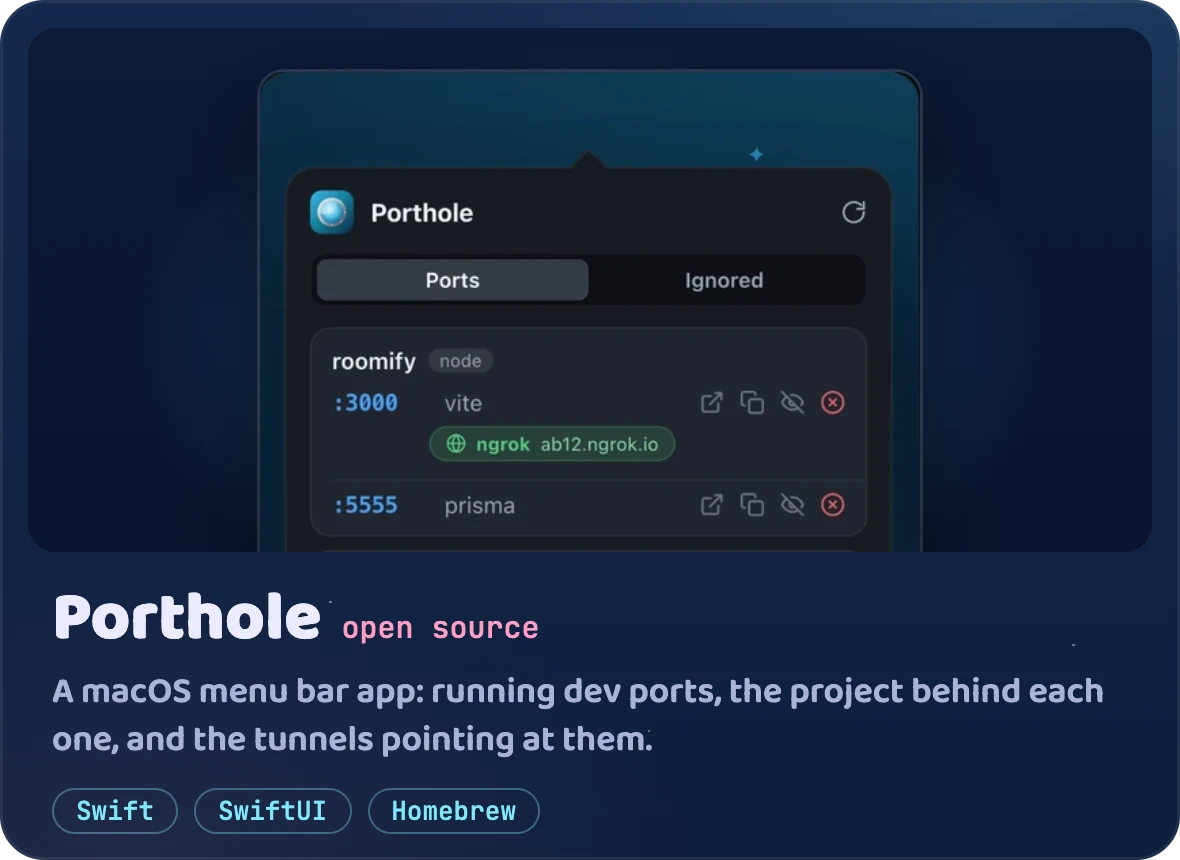 Porthole
Ports Ignored
roomify node
:3000 vite
ngrok ab12.ngrok.io
:5555 prisma
Porthole open source
A macOS menu bar app: running dev ports, the project behind each
one, and the tunnels pointing at them.
Swift SwiftUI Homebrew